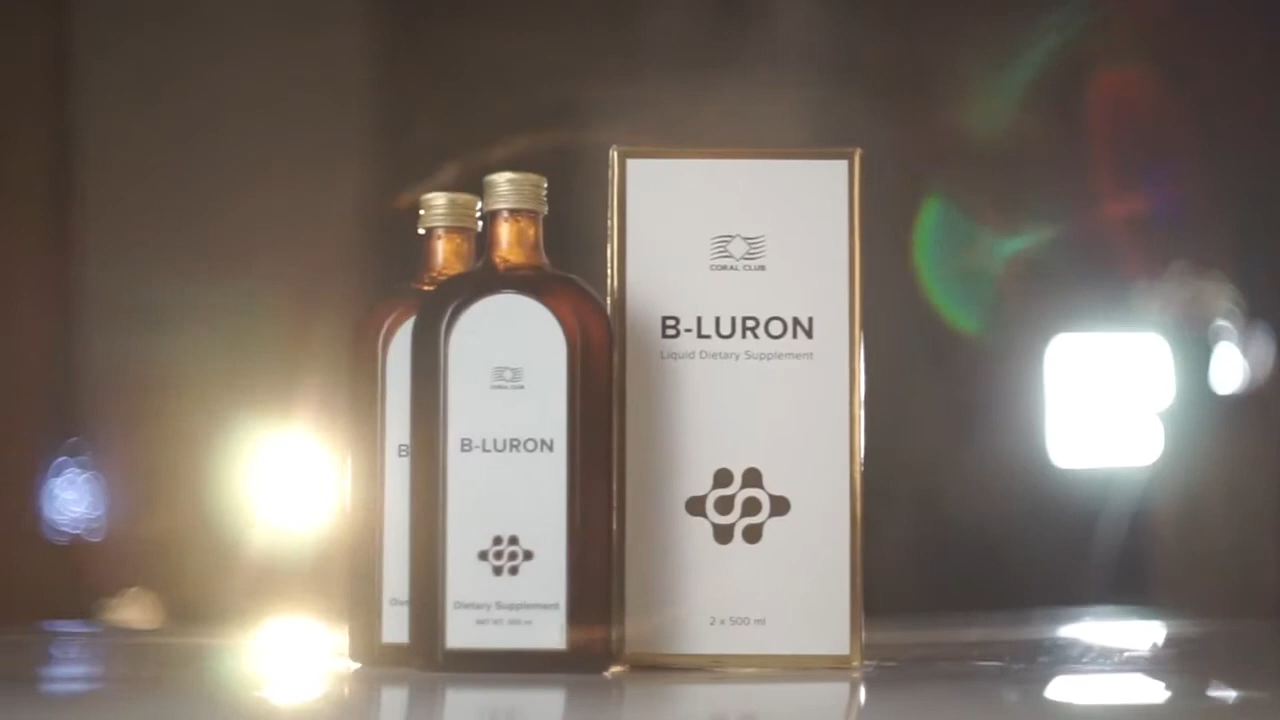 CORAL CLUB
B-LURON
Liquid Dietary Supplement
2 x 500 ml
CORAL CLUB
B-LURON
Dietary Supplement
B